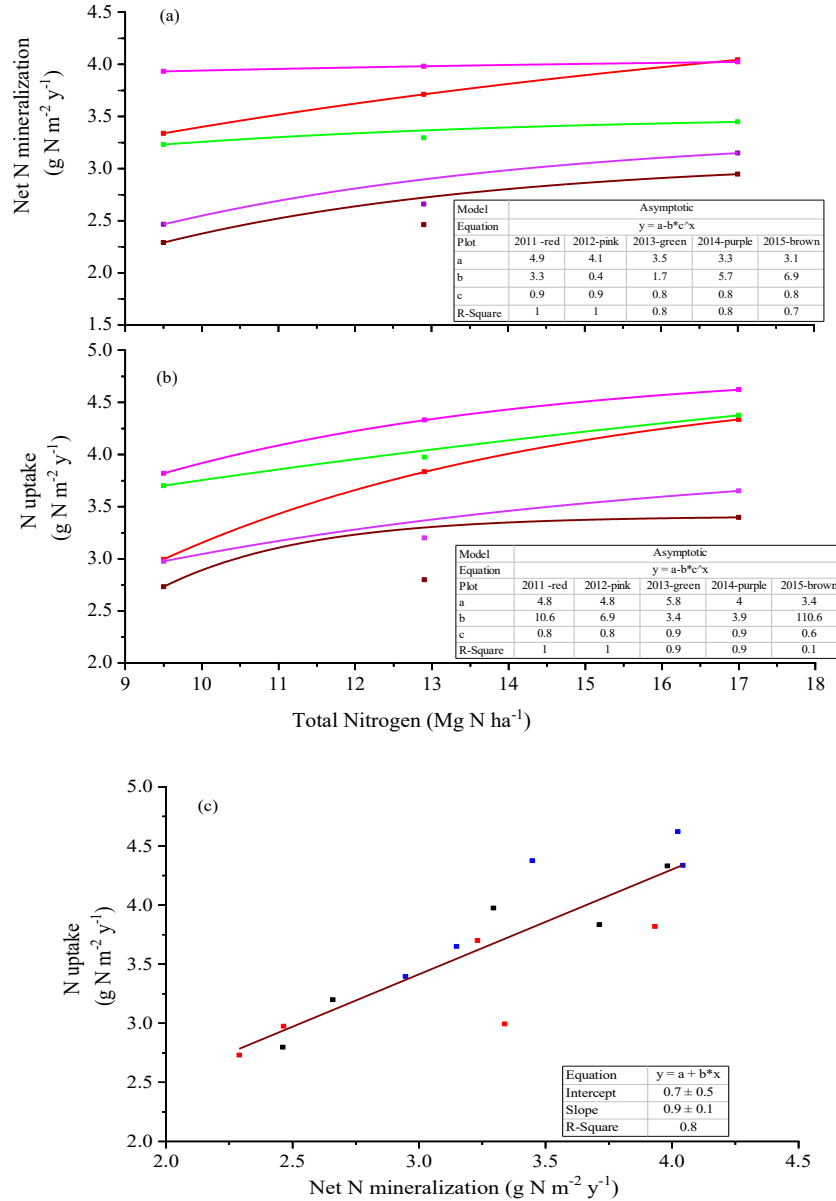 (a)
4.5
4.0
3.5
3.0
2.5
2.0
1.5
Net N mineralization
(g N m-2 y-1)
Model Asymptotic
Equation y = a-b*c^x
Plot 2011 -red 2012-pink 2013-green 2014-purple 2015-brown
a 4.9 4.1 3.5 3.3 3.1
b 3.3 0.4 1.7 5.7 6.9
c 0.9 0.9 0.8 0.8 0.8
R-Square 1 1 0.8 0.8 0.7
(b)
5.0
4.5
4.0
3.5
3.0
2.5
2.0
N uptake
(g N m-2 y-1)
Model Asymptotic
Equation y = a-b*c^x
Plot 2011 -red 2012-pink 2013-green 2014-purple 2015-brown
a 4.8 4.8 5.8 4 3.4
b 10.6 6.9 3.4 3.9 110.6
c 0.8 0.8 0.9 0.9 0.6
R-Square 1 1 0.9 0.9 0.1
9 10 11 12 13 14 15 16 17 18
Total Nitrogen (Mg N ha-1)
(c)
5.0
4.5
4.0
3.5
3.0
2.5
2.0
N uptake
(g N m-2 y-1)
Equation y = a + b*x
Intercept 0.7 ± 0.5
Slope 0.9 ± 0.1
R-Square 0.8
2.0 2.5 3.0 3.5 4.0 4.5
Net N mineralization (g N m-2 y-1)